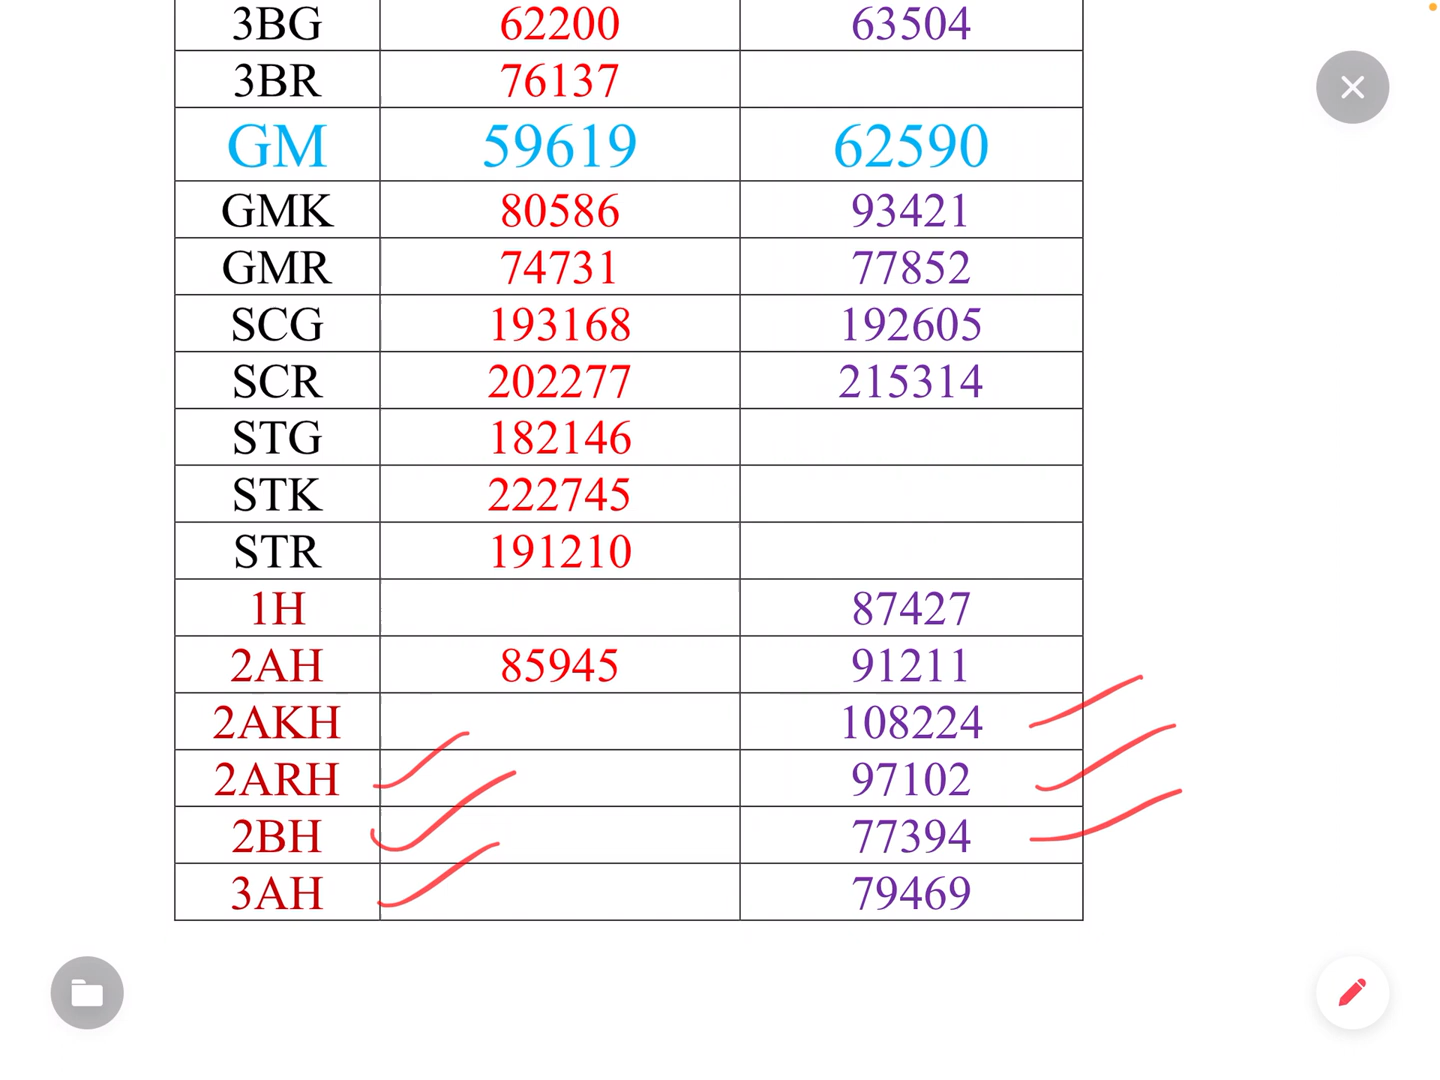 3BG 62200 63504
3BR 76137
GM 59619 62590
GMK 80586 93421
GMR 74731 77852
SCG 193168 192605
SCR 202277 215314
STG 182146
STK 222745
STR 191210
1H 87427
2AH 85945 91211
2AKH 108224
2ARH 97102
2BH 77394
3AH 79469